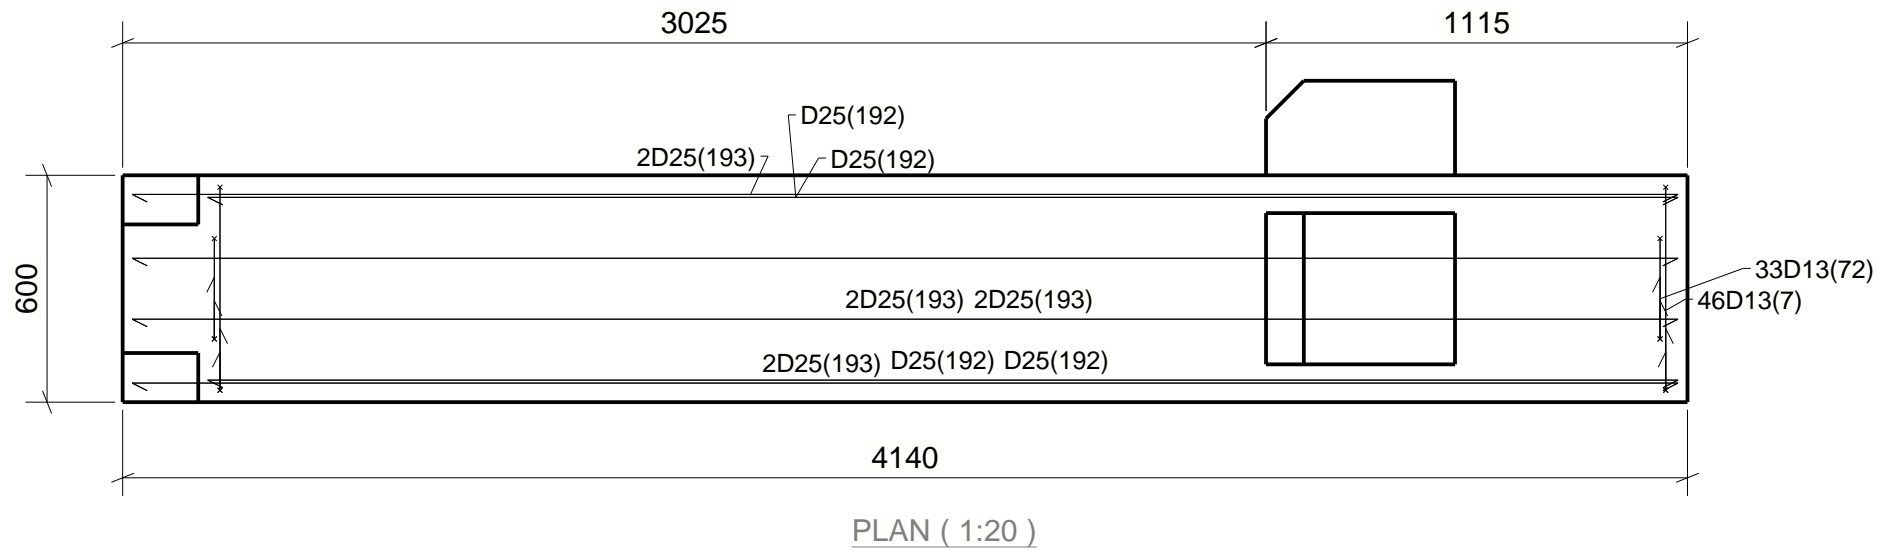 3025 1115
D25(192)
2D25(193) D25(192)
600
33D13(72)
2D25(193) 2D25(193) 46D13(7)
2D25(193) D25(192) D25(192)
4140
PLAN ( 1:20 )